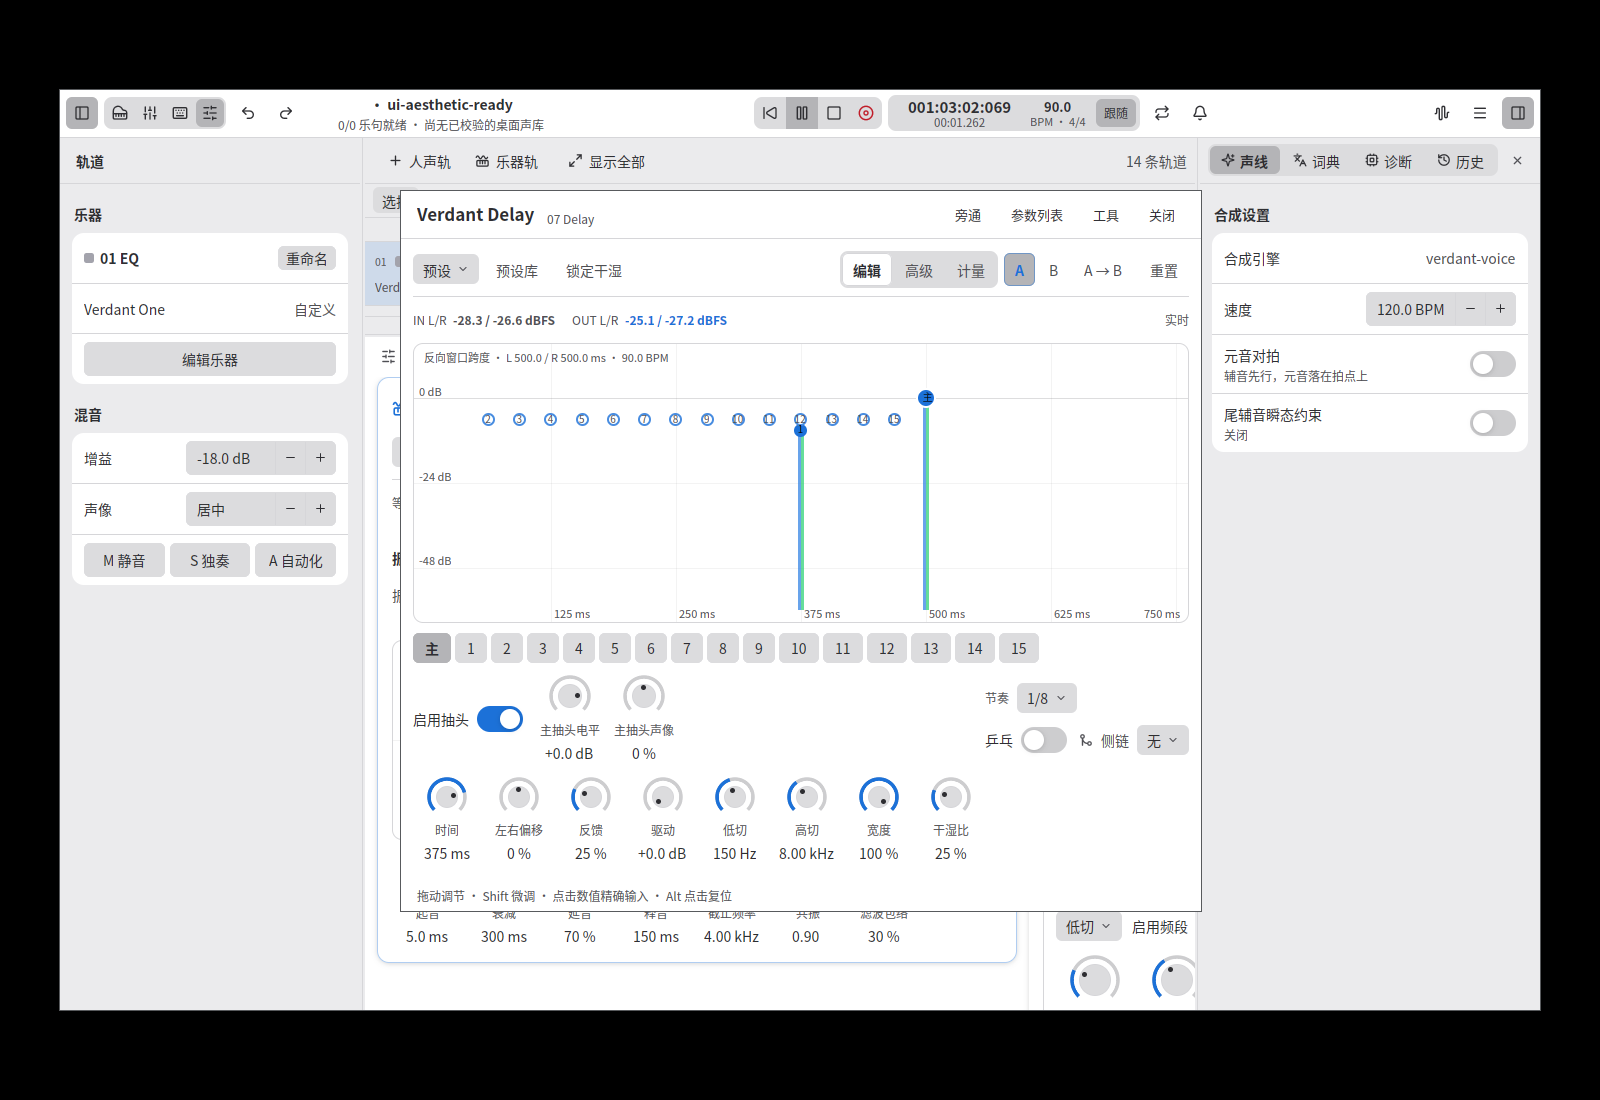 • ui-aesthetic-ready
0/0 乐句就绪 • 尚无已校验的桌面声库
001:03:02:069
00:01.262
90.0
BPM • 4/4
跟随
轨道
人声轨
乐器轨
显示全部
14 条轨道
声线
词典
诊断
历史
乐器
01 EQ
重命名
Verdant One
自定义
编辑乐器
混音
增益
-18.0 dB
声像
居中
M 静音
S 独奏
A 自动化
01
Verdant Delay
07 Delay
旁通
参数列表
工具
关闭
预设
预设库
锁定干湿
编辑
高级
计量
A
B
A→B
重置
IN L/R -28.3 / -26.6 dBFS OUT L/R -25.1 / -27.2 dBFS
实时
反向窗口跨度 • L 500.0 / R 500.0 ms • 90.0 BPM
0 dB
主
2 3 4 5 6 7 8 9 10 11 12 13 14 15
1
-24 dB
-48 dB
125 ms
250 ms
375 ms
500 ms
625 ms
750 ms
主 1 2 3 4 5 6 7 8 9 10 11 12 13 14 15
启用抽头
主抽头电平
+0.0 dB
主抽头声像
0 %
节奏
1/8
乒乓
侧链
无
时间
左右偏移
反馈
驱动
低切
高切
宽度
干湿比
375 ms
0 %
25 %
+0.0 dB
150 Hz
8.00 kHz
100 %
25 %
拖动调节 • Shift 微调 • 点击数值精确输入 • Alt 点击复位
5.0 ms
300 ms
70 %
150 ms
4.00 kHz
0.90
30 %
低切
启用频段
合成设置
合成引擎
verdant-voice
速度
120.0 BPM
元音对拍
辅音先行，元音落在拍点上
尾辅音瞬态约束
关闭